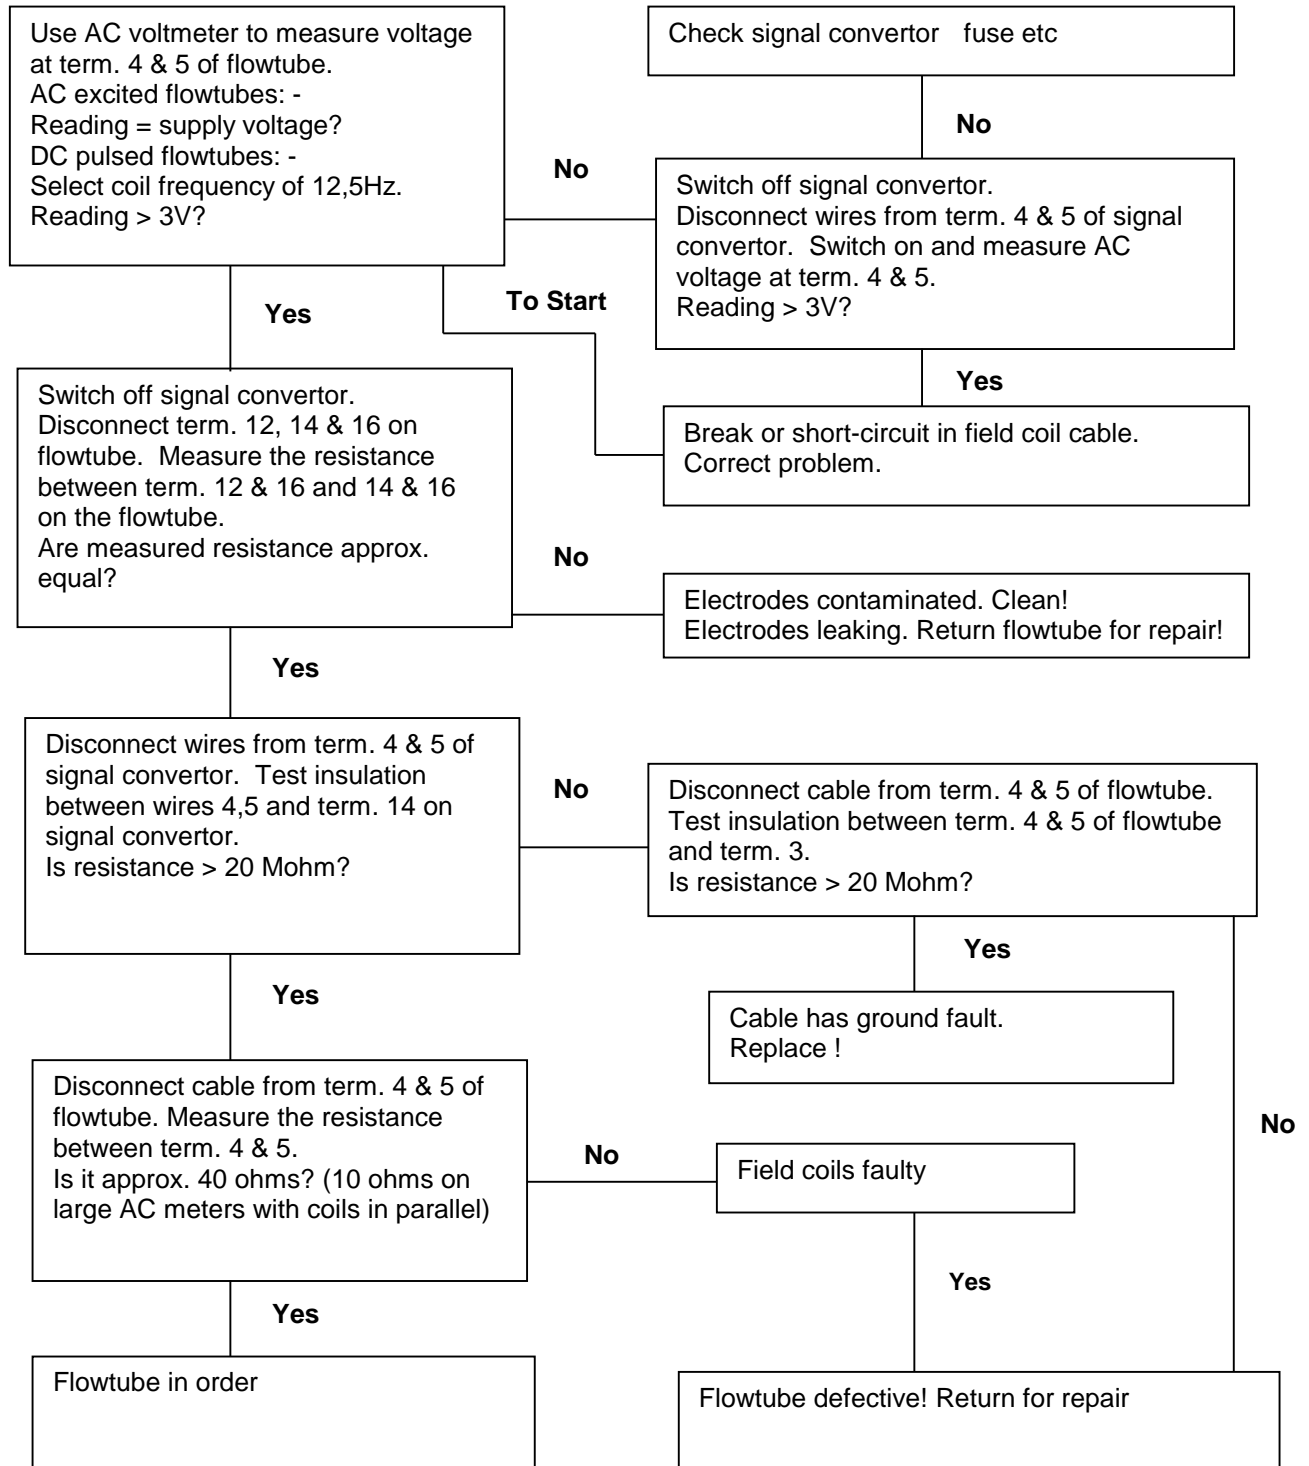 Use AC voltmeter to measure voltage
at term. 4 & 5 of flowtube.
AC excited flowtubes: -
Reading = supply voltage?
DC pulsed flowtubes: -
Select coil frequency of 12,5Hz.
Reading > 3V?
Check signal convertor fuse etc
No
No
Switch off signal convertor.
Disconnect wires from term. 4 & 5 of signal
convertor. Switch on and measure AC
voltage at term. 4 & 5.
Reading > 3V?
Yes
To Start
Yes
Switch off signal convertor.
Disconnect term. 12, 14 & 16 on
flowtube. Measure the resistance
between term. 12 & 16 and 14 & 16
on the flowtube.
Are measured resistance approx.
equal?
Break or short-circuit in field coil cable.
Correct problem.
No
Electrodes contaminated. Clean!
Electrodes leaking. Return flowtube for repair!
Yes
Disconnect wires from term. 4 & 5 of
signal convertor. Test insulation
between wires 4,5 and term. 14 on
signal convertor.
Is resistance > 20 Mohm?
No
Disconnect cable from term. 4 & 5 of flowtube.
Test insulation between term. 4 & 5 of flowtube
and term. 3.
Is resistance > 20 Mohm?
Yes
Yes
Cable has ground fault.
Replace !
Disconnect cable from term. 4 & 5 of
flowtube. Measure the resistance
between term. 4 & 5.
Is it approx. 40 ohms? (10 ohms on
large AC meters with coils in parallel)
No
Field coils faulty
No
Yes
Yes
Flowtube in order
Flowtube defective! Return for repair